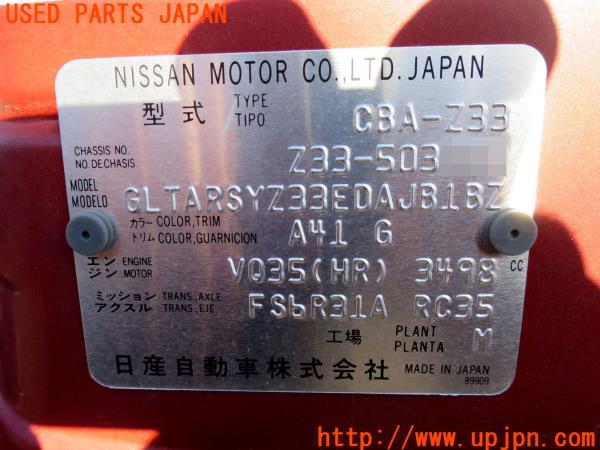 USED PARTS JAPAN
NISSAN MOTOR CO.,LTD. JAPAN
型式 TYPE TIPO CBA-Z33
CHASSIS NO. NO. DE CHASIS Z33-503
MODEL MODELO GLTARSYZ33EDAJB1BZ
カラー COLOR,TRIM トリム COLOR,GUARNICION A41 G
エンジン ENGINE MOTOR VQ35(HR) 3498 CC
ミッション TRANS.,AXLE アクスル TRANS.,EJE FS6R31A RC35
工場 PLANT PLANTA M
日産自動車株式会社 MADE IN JAPAN
89909
http://www.upjpn.com